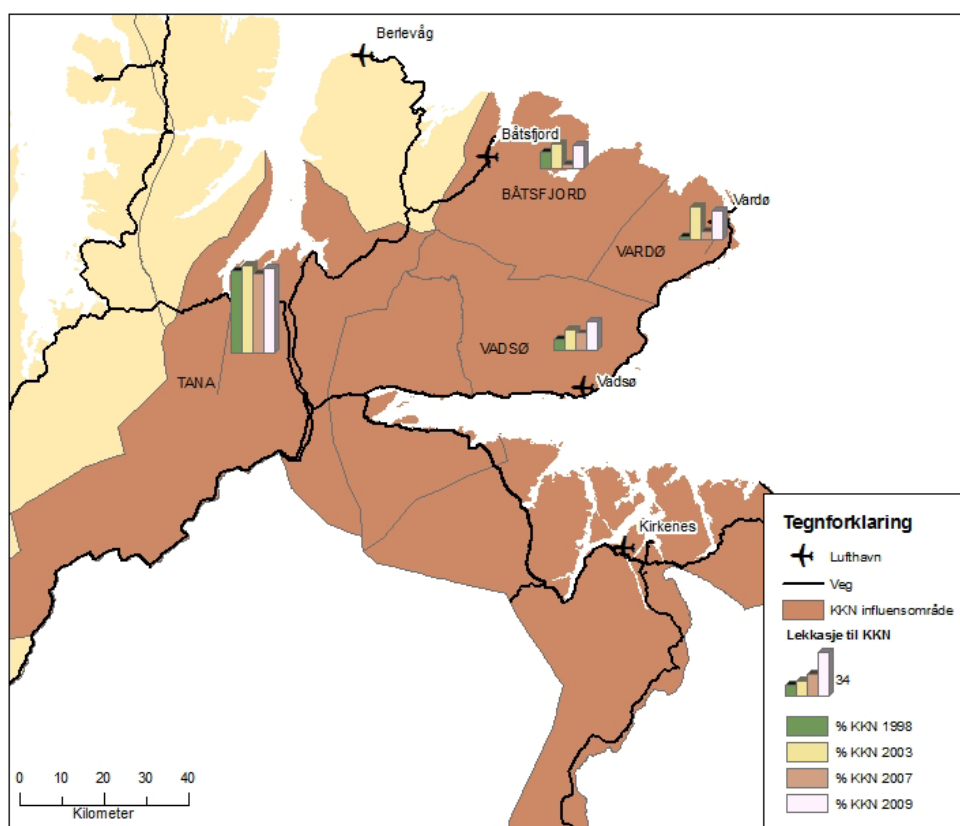 Berlevåg
Båtsfjord
BÅTSFJORD
Vardø
VARDØ
VADSØ
TANA
Vadsø
Kirkenes
Tegnforklaring
Lufthavn
Veg
KKN influensområde
Lekkasje til KKN
34
% KKN 1998
% KKN 2003
% KKN 2007
% KKN 2009
0 10 20 30 40
Kilometer